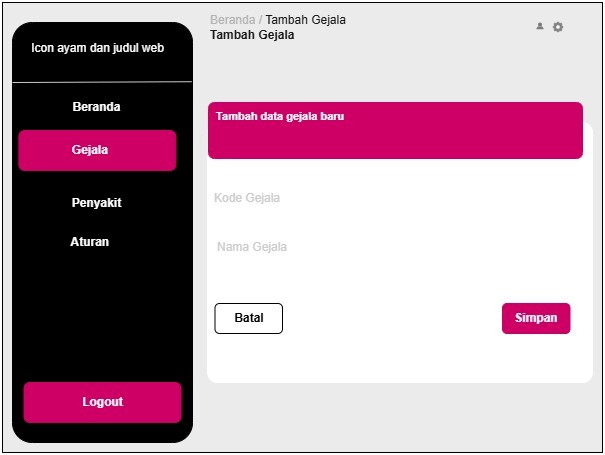 Icon ayam dan judul web
Beranda
Gejala
Penyakit
Aturan
Logout
Beranda / Tambah Gejala
Tambah Gejala
Tambah data gejala baru
Kode Gejala
Nama Gejala
Batal
Simpan